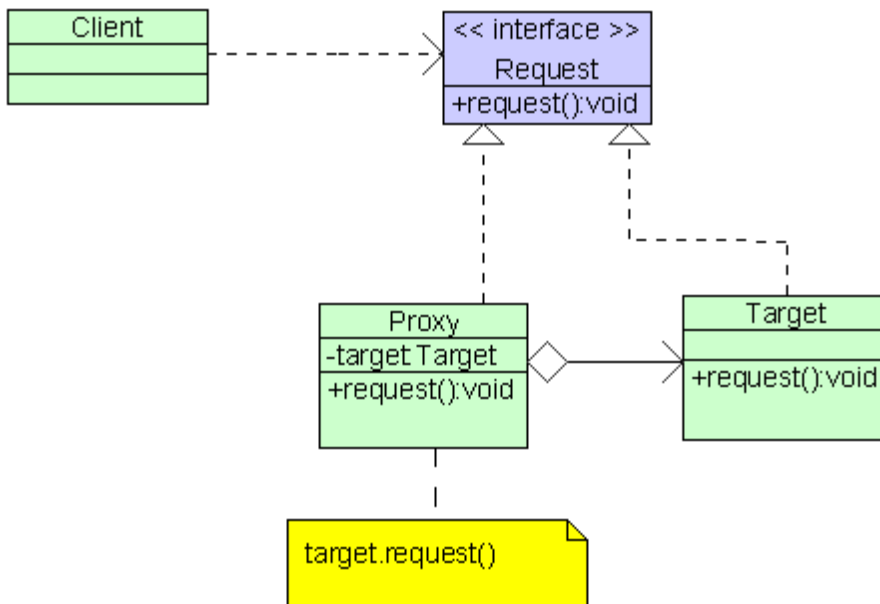 Client
<< interface >>
Request
+request():void
Proxy
-target Target
+request():void
Target
+request():void
target.request()